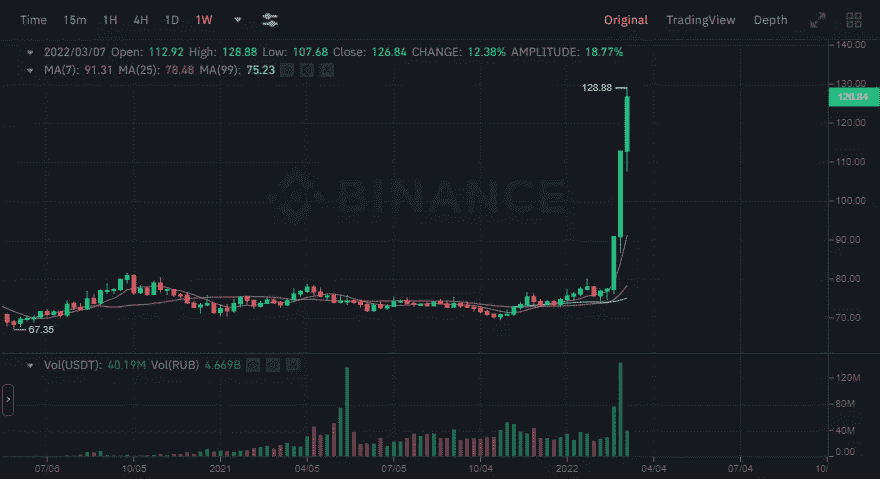 Time 15m 1H 4H 1D 1W Original TradingView Depth
2022/03/07 Open: 112.92 High: 128.88 Low: 107.68 Close: 126.84 CHANGE: 12.38% AMPLITUDE: 18.77%
MA(7): 91.31 MA(25): 78.48 MA(99): 75.23
140.00
130.00
128.88
126.84
120.00
110.00
BINANCE
100.00
90.00
80.00
70.00
67.35
Vol(USDT): 40.19M Vol(RUB) 4.669B
120M
80M
40M
0.00
07/06 10/05 2021 04/05 07/05 10/04 2022 04/04 07/04 10/